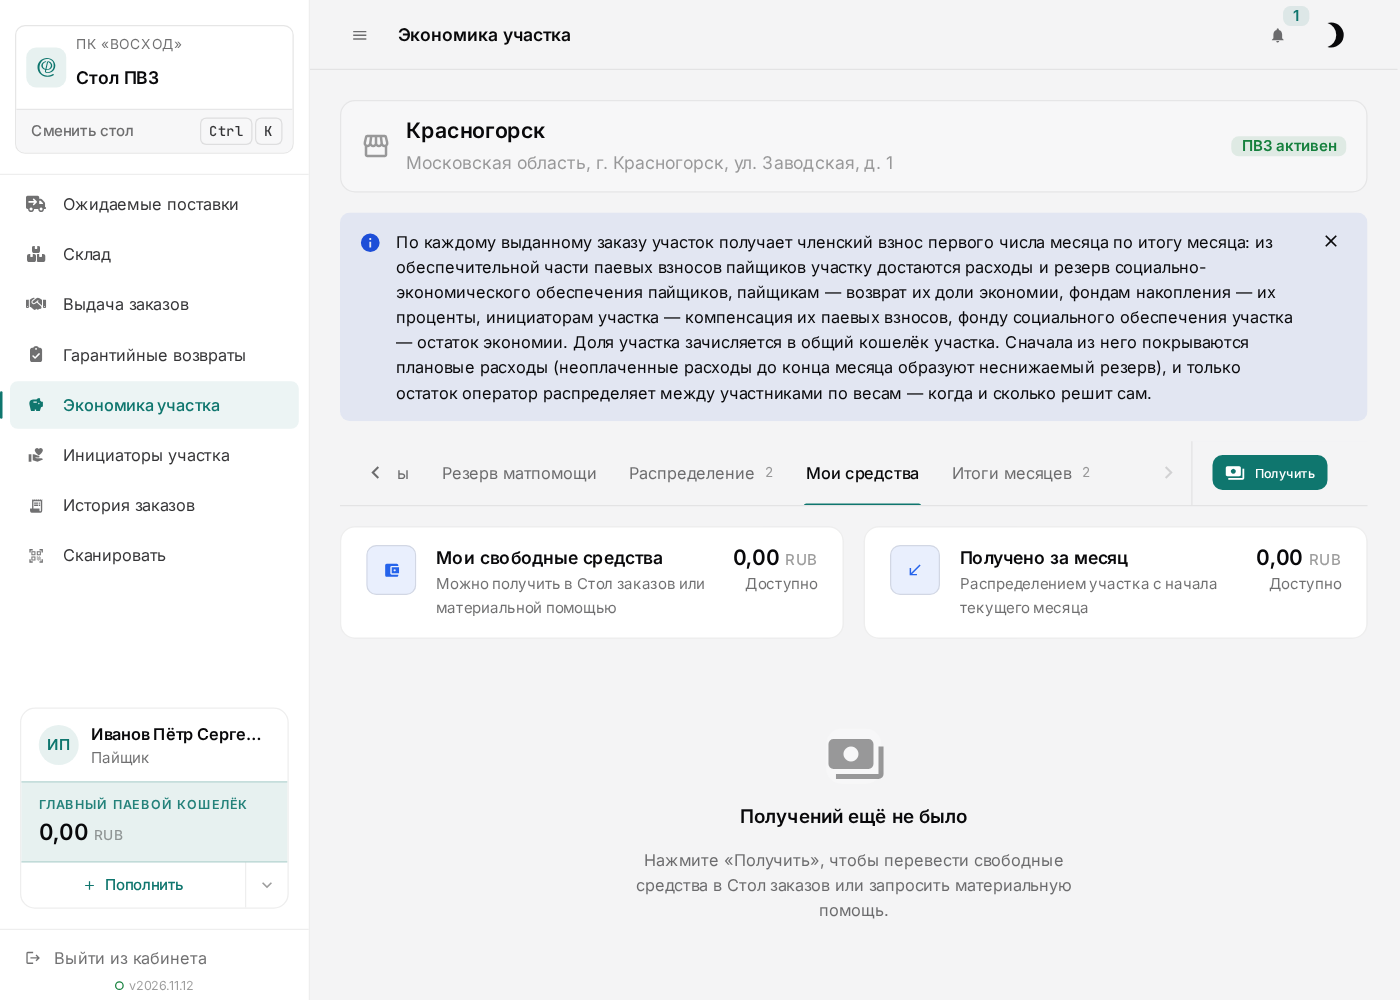 ПК «ВОСХОД»
Стол ПВЗ
Сменить стол
Ctrl K
Ожидаемые поставки
Склад
Выдача заказов
Гарантийные возвраты
Экономика участка
Инициаторы участка
История заказов
Сканировать
ИП
Иванов Пётр Серге...
Пайщик
ГЛАВНЫЙ ПАЕВОЙ КОШЕЛЁК
0,00 RUB
+ Пополнить
Выйти из кабинета
v2026.11.12
Экономика участка
1
Красногорск
Московская область, г. Красногорск, ул. Заводская, д. 1
ПВЗ активен
По каждому выданному заказу участок получает членский взнос первого числа месяца по итогу месяца: из
обеспечительной части паевых взносов пайщиков участку достаются расходы и резерв социально-
экономического обеспечения пайщиков, пайщикам — возврат их доли экономии, фондам накопления — их
проценты, инициаторам участка — компенсация их паевых взносов, фонду социального обеспечения участка
— остаток экономии. Доля участка зачисляется в общий кошелёк участка. Сначала из него покрываются
плановые расходы (неоплаченные расходы до конца месяца образуют неснижаемый резерв), и только
остаток оператор распределяет между участниками по весам — когда и сколько решит сам.
ы Резерв матпомощи Распределение 2 Мои средства Итоги месяцев 2
Получить
Мои свободные средства
Можно получить в Стол заказов или
материальной помощью
0,00 RUB
Доступно
Получено за месяц
Распределением участка с начала
текущего месяца
0,00 RUB
Доступно
Получений ещё не было
Нажмите «Получить», чтобы перевести свободные
средства в Стол заказов или запросить материальную
помощь.